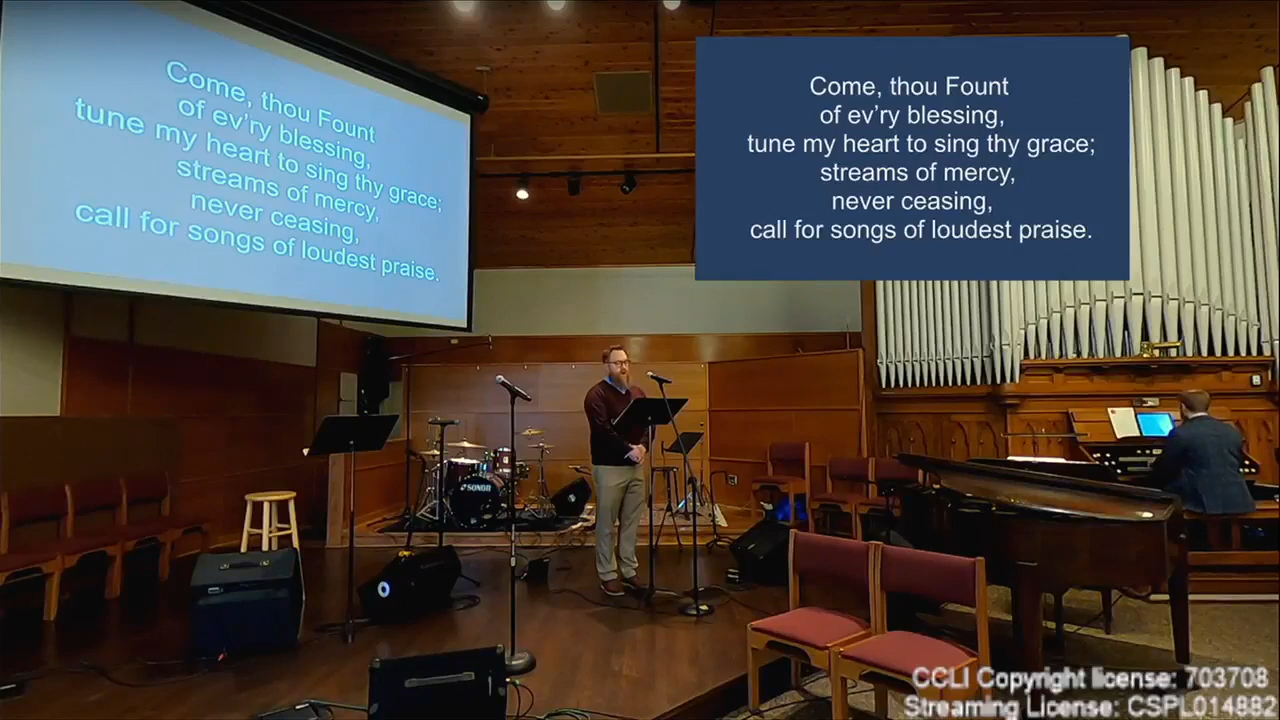 Come, thou Fount
of ev’ry blessing,
tune my heart to sing thy grace;
streams of mercy,
never ceasing,
call for songs of loudest praise.
Come, thou Fount
of ev’ry blessing,
tune my heart to sing thy grace;
streams of mercy,
never ceasing,
call for songs of loudest praise.
SONOR
CCLI Copyright license: 703708
Streaming License: CSPL014882